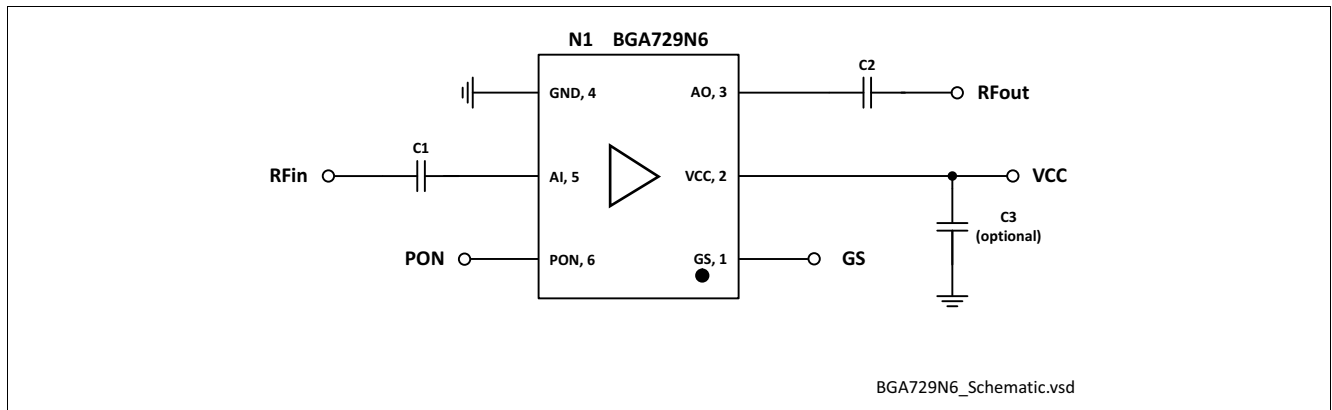 N1 BGA729N6
C2
GND, 4
AO, 3
RFout
C1
RFin
AI, 5
VCC, 2
VCC
C3
(optional)
PON
PON, 6
GS, 1
GS
BGA729N6_Schematic.vsd